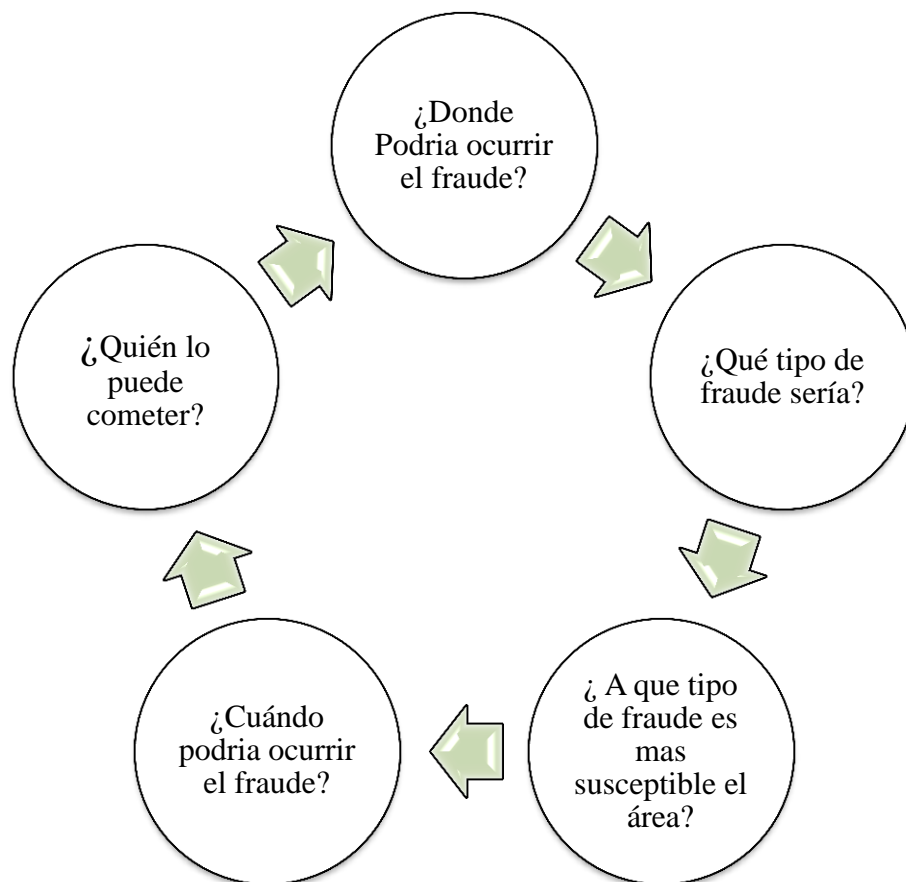 ¿Donde
Podria ocurrir
el fraude?
¿Qué tipo de
fraude sería?
¿ A que tipo
de fraude es
mas
susceptible el
área?
¿Cuándo
podria ocurrir
el fraude?
¿Quién lo
puede
cometer?